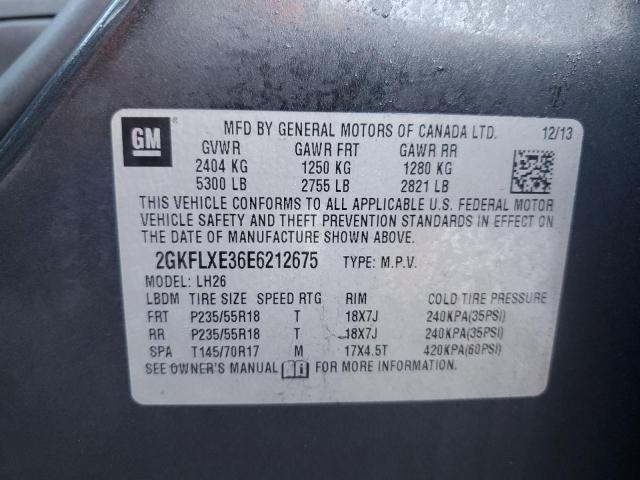 GM ®
MFD BY GENERAL MOTORS OF CANADA LTD. 12/13
GVWR GAWR FRT GAWR RR
2404 KG 1250 KG 1280 KG
5300 LB 2755 LB 2821 LB
THIS VEHICLE CONFORMS TO ALL APPLICABLE U.S. FEDERAL MOTOR
VEHICLE SAFETY AND THEFT PREVENTION STANDARDS IN EFFECT ON
THE DATE OF MANUFACTURE SHOWN ABOVE.
2GKFLXE36E6212675 TYPE: M.P.V.
MODEL: LH26
LBDM TIRE SIZE SPEED RTG RIM COLD TIRE PRESSURE
FRT P235/55R18 T 18X7J 240KPA(35PSI)
RR P235/55R18 T 18X7J 240KPA(35PSI)
SPA T145/70R17 M 17X4.5T 420KPA(60PSI)
SEE OWNER'S MANUAL FOR MORE INFORMATION.